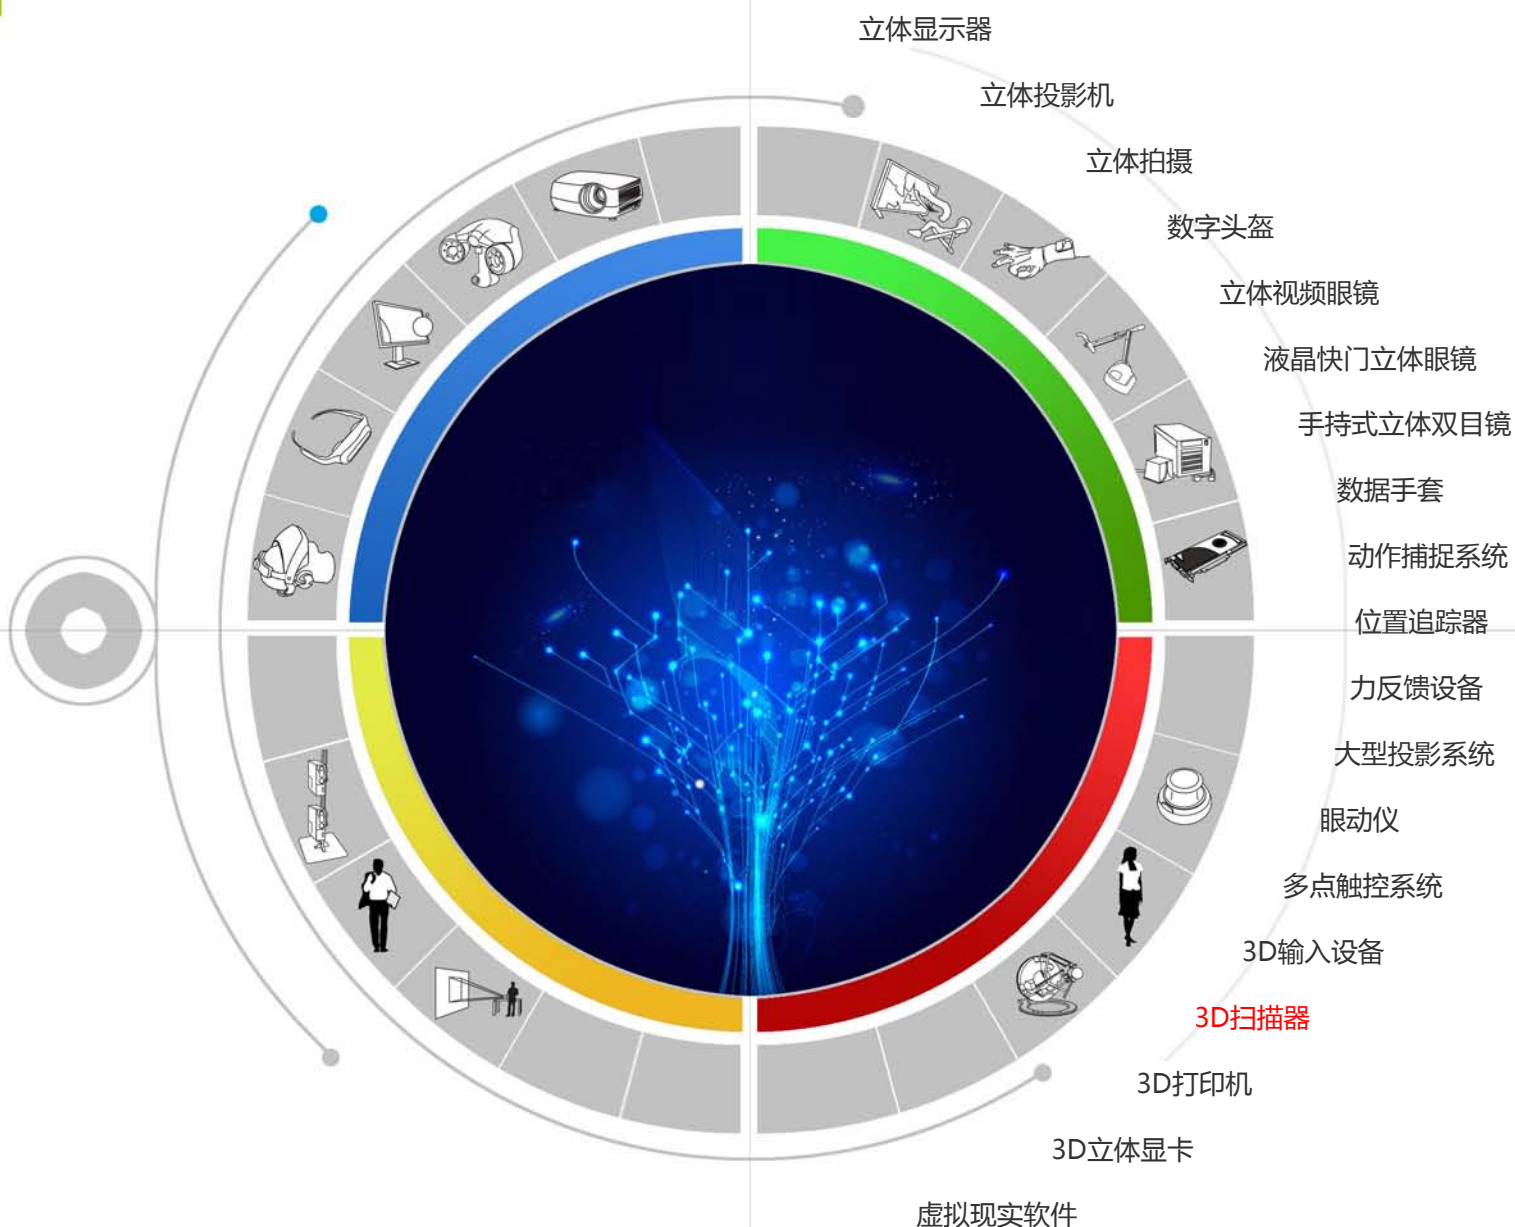 立体显示器
立体投影机
立体拍摄
数字头盔
立体视频眼镜
液晶快门立体眼镜
手持式立体双目镜
数据手套
动作捕捉系统
位置追踪器
力反馈设备
大型投影系统
眼动仪
多点触控系统
3D输入设备
3D扫描器
3D打印机
3D立体显卡
虚拟现实软件